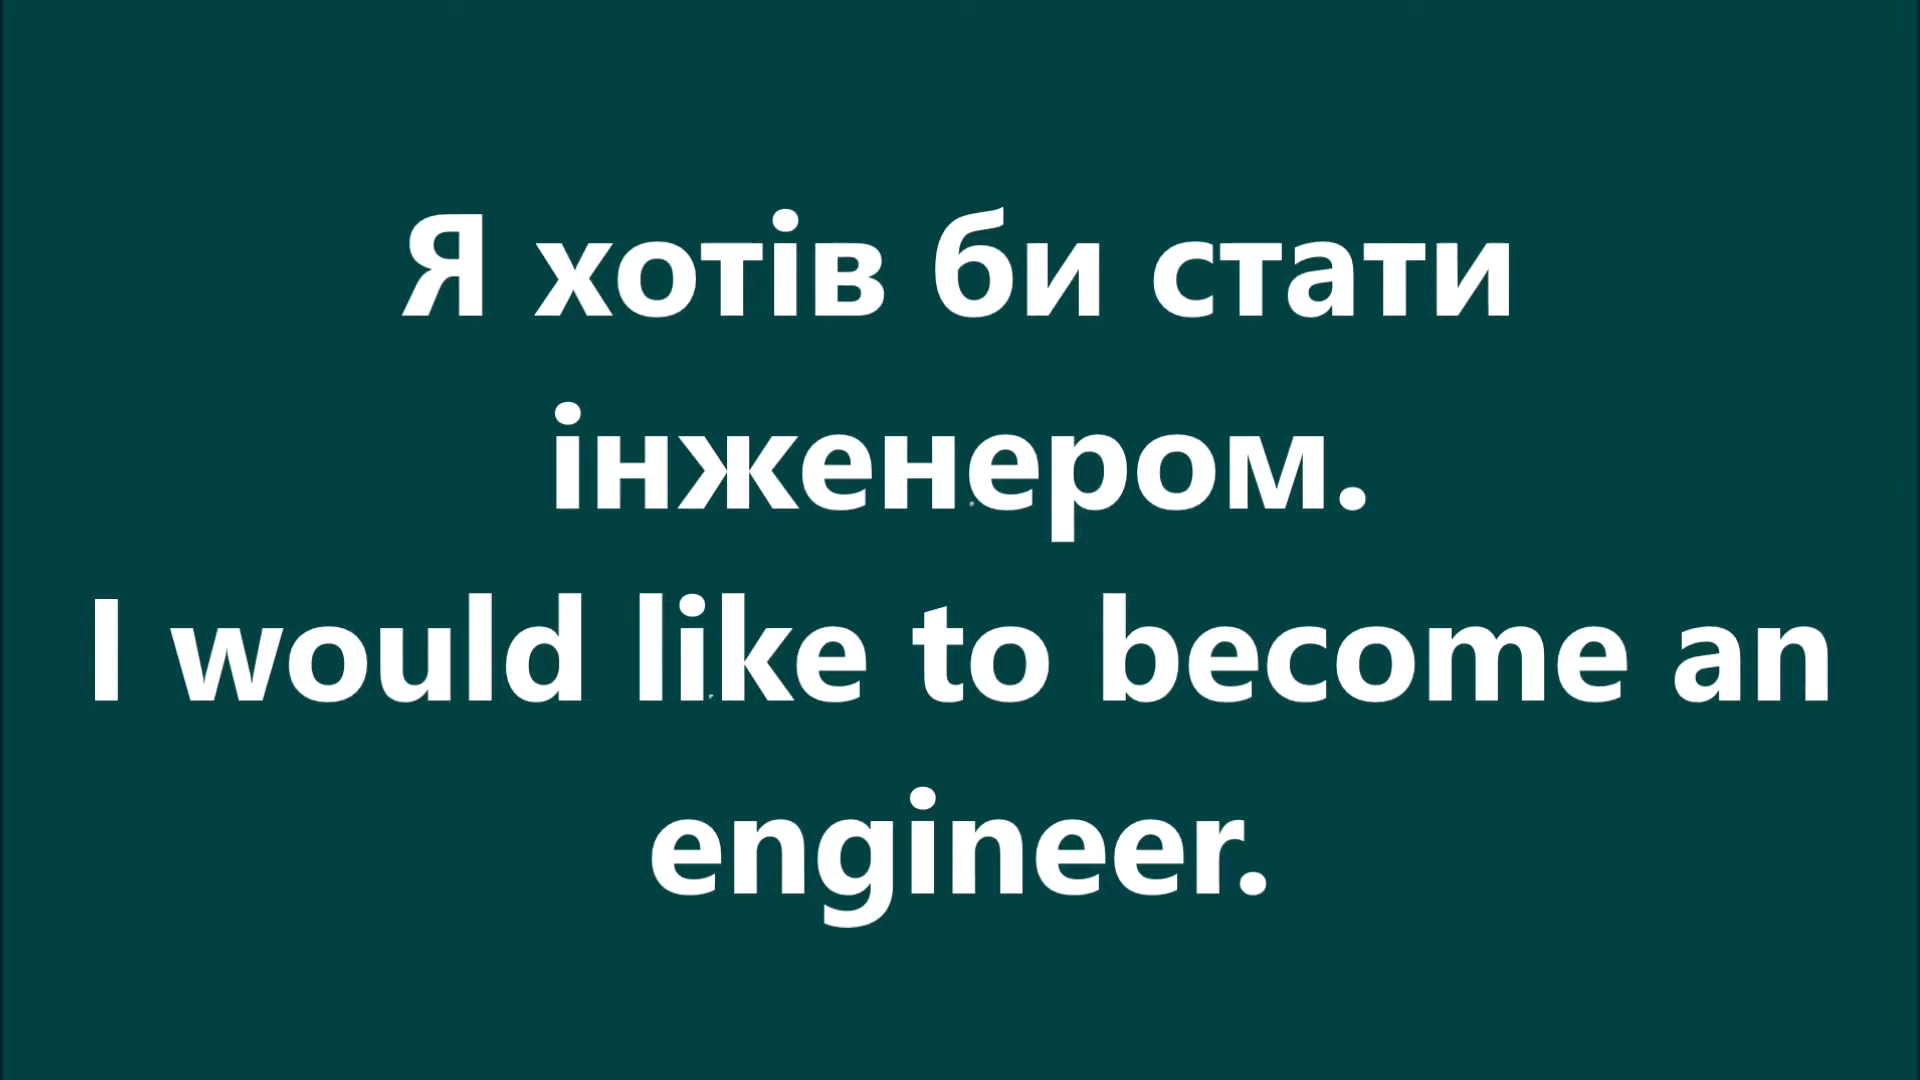 Я хотів би стати
інженером.
I would like to become an
engineer.